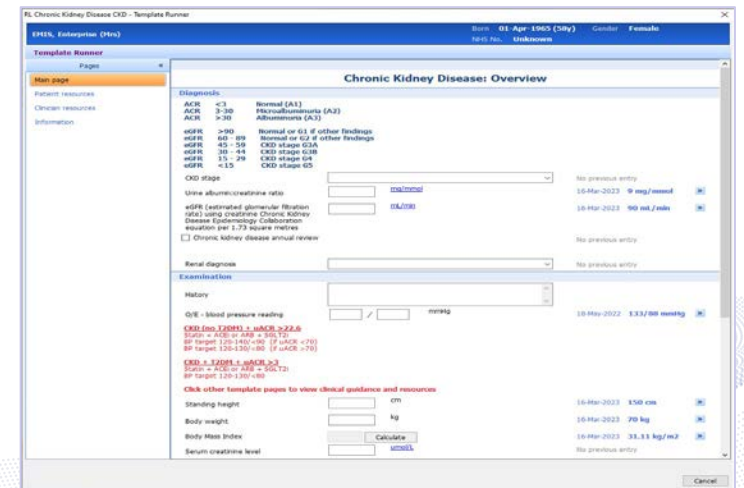 RL Chronic Kidney Disease CKD - Template Runner
EMIS, Enterprise (Mrs)
Born 01-Apr-1965 (58y) Gender Female
NHS No. Unknown
Template Runner
Pages
Main page
Patient resources
Clinician resources
Information
Chronic Kidney Disease: Overview
Diagnosis
ACR <3 Normal (A1)
ACR 3-30 Microalbuminuria (A2)
ACR >30 Albuminuria (A3)
eGFR >90 Normal or G1 if other findings
eGFR 60 - 89 Normal or G2 if other findings
eGFR 45 - 59 CKD stage G3A
eGFR 30 - 44 CKD stage G3B
eGFR 15 - 29 CKD stage G4
eGFR <15 CKD stage G5
CKD stage No previous entry
Urine albumin:creatinine ratio mg/mmol 16-Mar-2023 9 mg/mmol
eGFR (estimated glomerular filtration mL/min 16-Mar-2023 90 mL/min
rate) using creatinine Chronic Kidney
Disease Epidemiology Collaboration
equation per 1.73 square metres
Chronic kidney disease annual review No previous entry
Renal diagnosis No previous entry
Examination
History
O/E - blood pressure reading / mmHg 18-May-2022 133/88 mmHg
CKD (no T2DM) + uACR >22.6
Statin + ACEi or ARB + SGLT2i
BP target 120-140/<90 (if uACR <70)
BP target 120-130/<80 (if uACR >70)
CKD + T2DM + uACR >3
Statin + ACEi or ARB + SGLT2i
BP target 120-130/<80
Click other template pages to view clinical guidance and resources
Standing height cm 16-Mar-2023 150 cm
Body weight kg 16-Mar-2023 70 kg
Body Mass Index Calculate 16-Mar-2023 31.11 kg/m2
Serum creatinine level umol/L No previous entry
Cancel